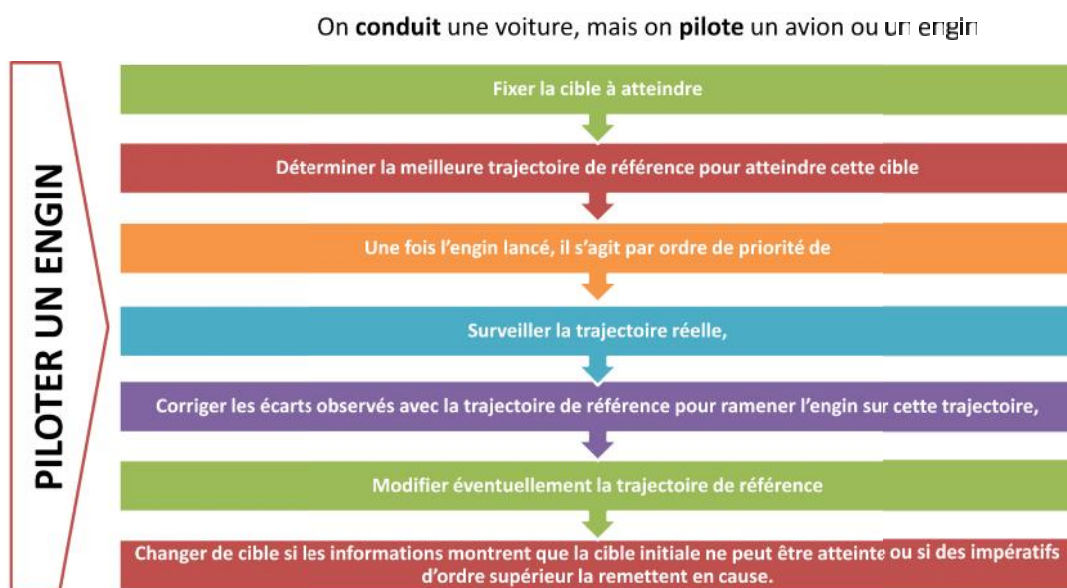 On conduit une voiture, mais on pilote un avion ou un engin
PILOTER UN ENGIN
Fixer la cible à atteindre
Déterminer la meilleure trajectoire de référence pour atteindre cette cible
Une fois l'engin lancé, il s'agit par ordre de priorité de
Surveiller la trajectoire réelle,
Corriger les écarts observés avec la trajectoire de référence pour ramener l'engin sur cette trajectoire,
Modifier éventuellement la trajectoire de référence
Changer de cible si les informations montrent que la cible initiale ne peut être atteinte ou si des impératifs
d'ordre supérieur la remettent en cause.